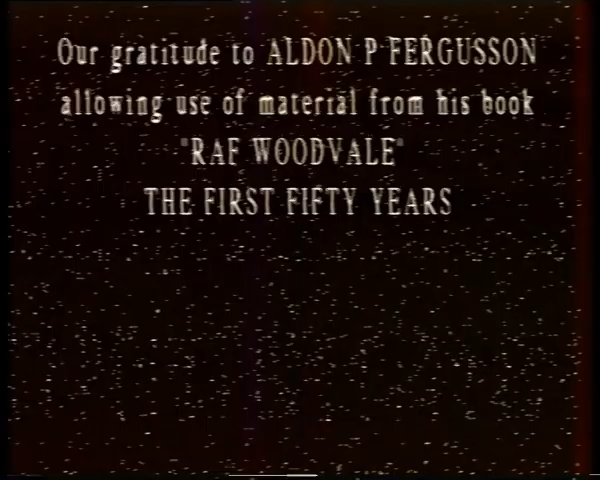 Our gratitude to ALDON P FERGUSSON
allowing use of material from his book
"RAF WOODVALE"
THE FIRST FIFTY YEARS